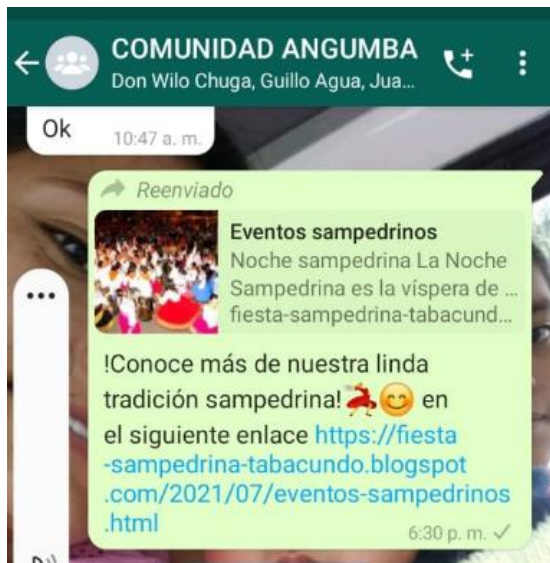 COMUNIDAD ANGUMBA
Don Wilo Chuga, Guillo Agua, Jua...
Ok
10:47 a. m.
Reenviado
Eventos sampedrinos
Noche sampedrina La Noche
Sampedrina es la víspera de ...
fiesta-sampedrina-tabacund...
!Conoce más de nuestra linda
tradición sampedrina!💃😊 en
el siguiente enlace https://fiesta
-sampedrina-tabacundo.blogspot
.com/2021/07/eventos-sampedrinos
.html
6:30 p. m.